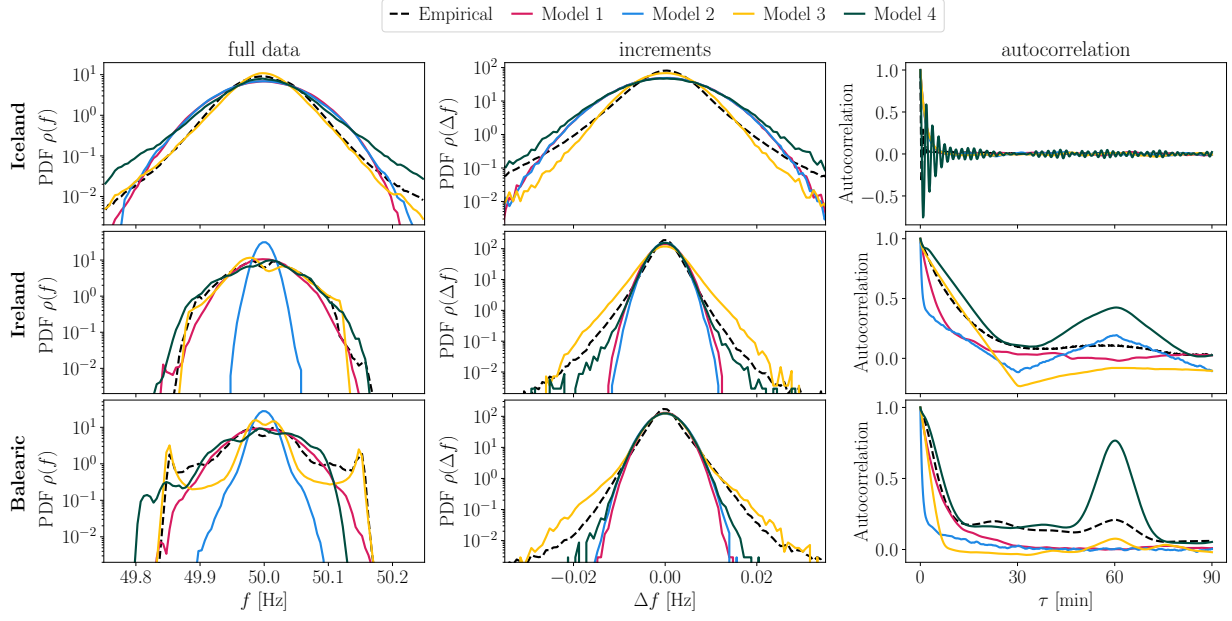 Empirical Model 1 Model 2 Model 3 Model 4
full data increments autocorrelation
Iceland
PDF ρ(f)
10¹
10⁰
10⁻¹
10⁻²
PDF ρ(Δf)
10²
10¹
10⁰
10⁻¹
10⁻²
Autocorrelation
1.0
0.5
0.0
−0.5
Ireland
PDF ρ(f)
10¹
10⁰
10⁻¹
10⁻²
PDF ρ(Δf)
10²
10¹
10⁰
10⁻¹
10⁻²
Autocorrelation
1.0
0.5
0.0
Balearic
PDF ρ(f)
10¹
10⁰
10⁻¹
10⁻²
PDF ρ(Δf)
10²
10¹
10⁰
10⁻¹
10⁻²
Autocorrelation
1.0
0.5
0.0
49.8 49.9 50.0 50.1 50.2
−0.02 0.00 0.02
0 30 60 90
f [Hz] Δf [Hz] τ [min]